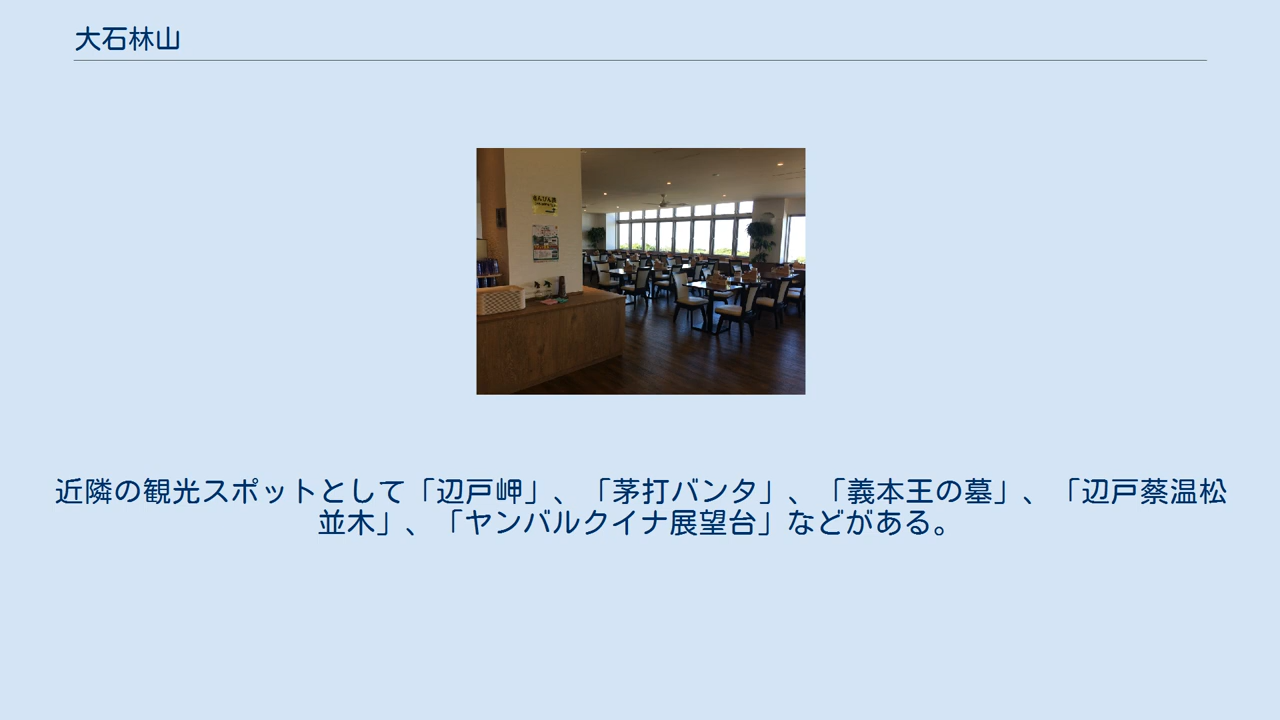 大石林山
近隣の観光スポットとして「辺戸岬」、「茅打バンタ」、「義本王の墓」、「辺戸蔡温松
並木」、「ヤンバルクイナ展望台」などがある。